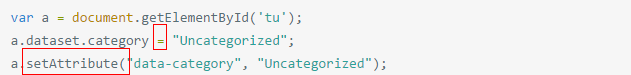 var a = document.getElementById('tu');
a.dataset.category = "Uncategorized";
a.setAttribute("data-category", "Uncategorized");